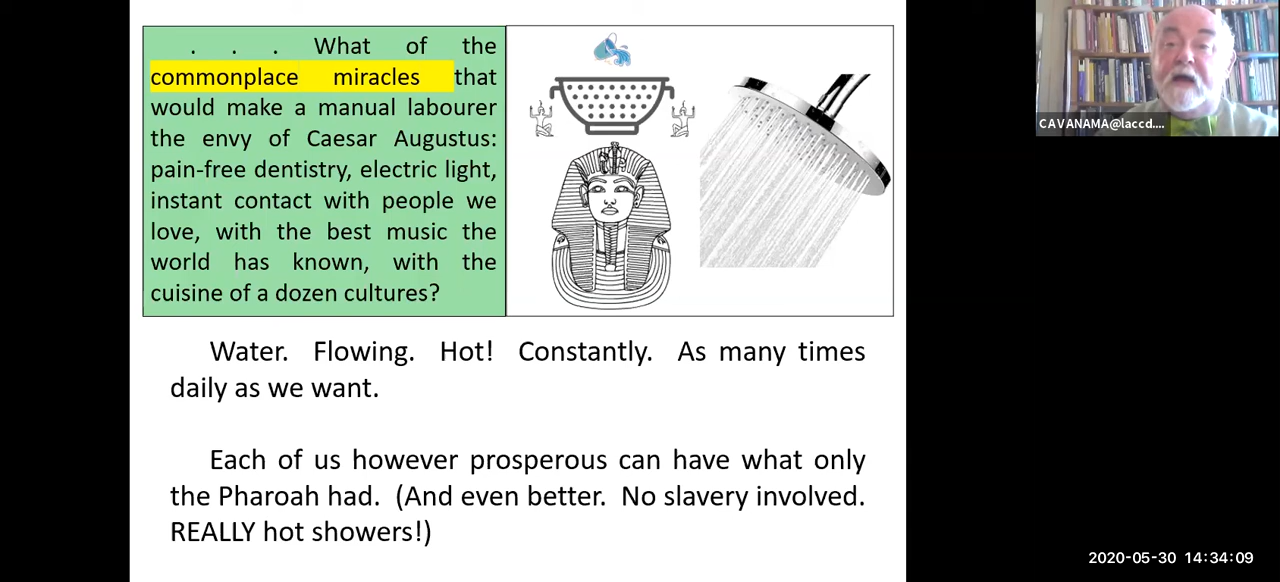 . . . What of the
commonplace miracles that
would make a manual labourer
the envy of Caesar Augustus:
pain-free dentistry, electric light,
instant contact with people we
love, with the best music the
world has known, with the
cuisine of a dozen cultures?
Water. Flowing. Hot! Constantly. As many times
daily as we want.
Each of us however prosperous can have what only
the Pharoah had. (And even better. No slavery involved.
REALLY hot showers!)
CAVANAMA@laccd....
2020-05-30 14:34:09